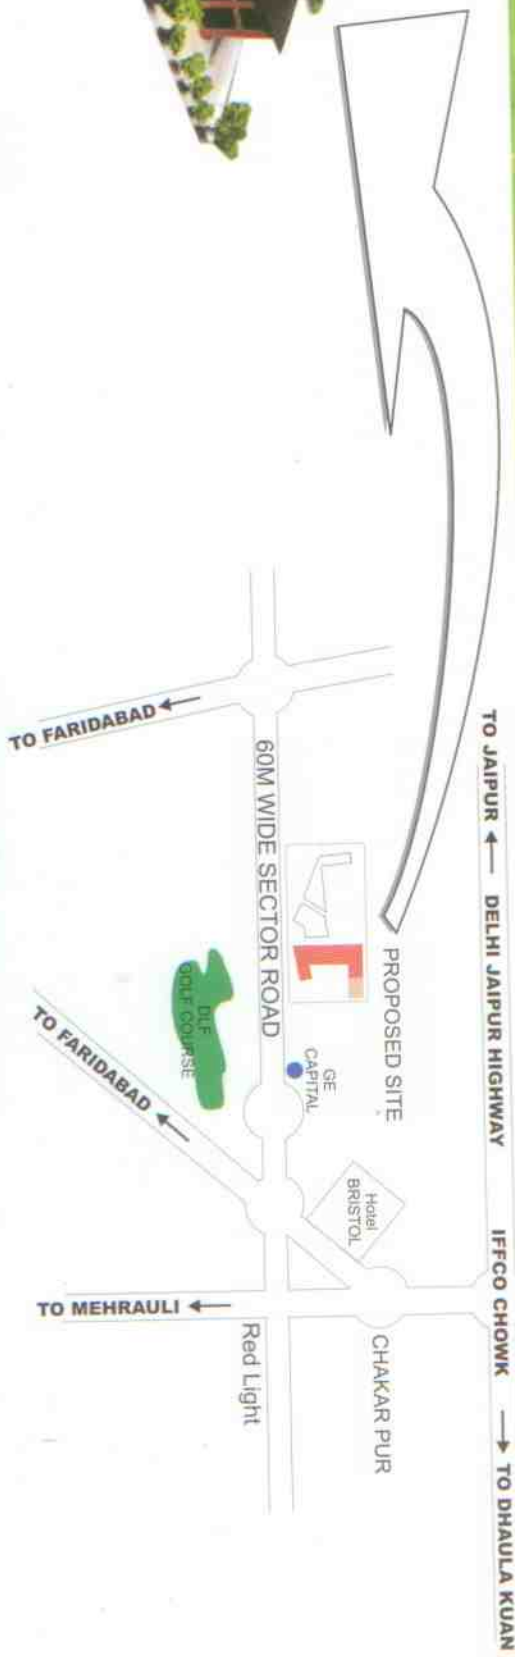 TO JAIPUR ← DELHI JAIPUR HIGHWAY
IFFCO CHOWK
→ TO DHAULA KUAN
PROPOSED SITE
GE
CAPITAL
Hotel
BRISTOL
CHAKAR PUR
60M WIDE SECTOR ROAD
Red Light
DLF
GOLF COURSE
TO FARIDABAD ←
TO FARIDABAD ←
TO MEHRAULI ←